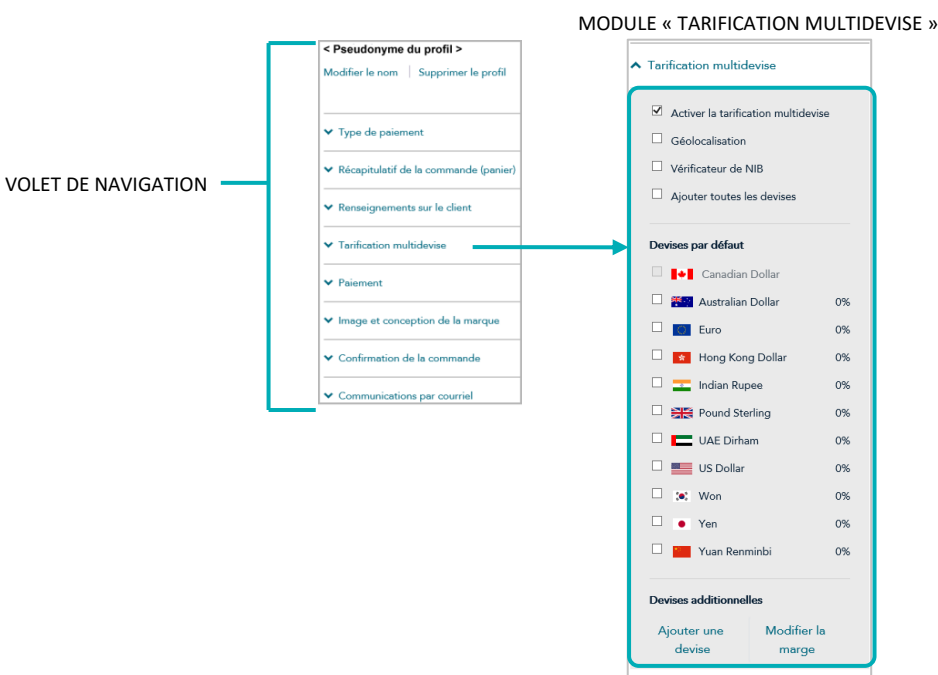 MODULE « TARIFICATION MULTIDEVISE »
VOLET DE NAVIGATION
< Pseudonyme du profil >
Modifier le nom | Supprimer le profil
Type de paiement
Récapitulatif de la commande (panier)
Renseignements sur le client
Tarification multidevise
Paiement
Image et conception de la marque
Confirmation de la commande
Communications par courriel
Tarification multidevise
Activer la tarification multidevise
Géolocalisation
Vérificateur de NIB
Ajouter toutes les devises
Devises par défaut
Canadian Dollar
Australian Dollar 0%
Euro 0%
Hong Kong Dollar 0%
Indian Rupee 0%
Pound Sterling 0%
UAE Dirham 0%
US Dollar 0%
Won 0%
Yen 0%
Yuan Renminbi 0%
Devises additionnelles
Ajouter une
devise
Modifier la
marge